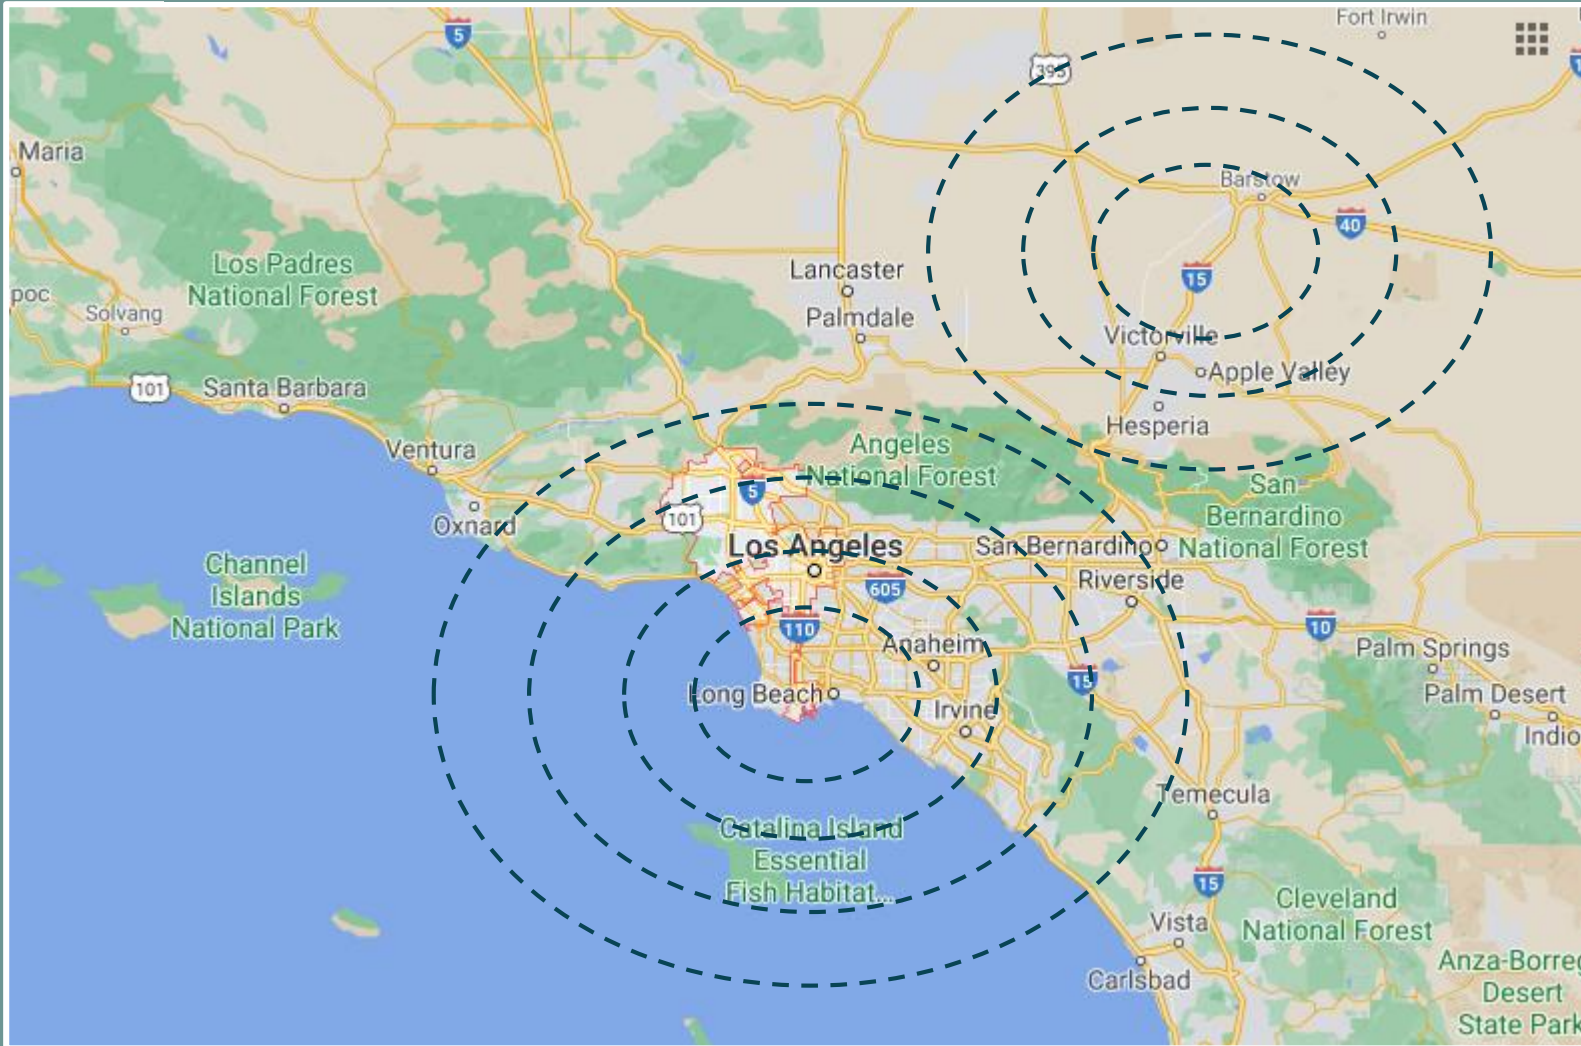 Fort Irwin
5
395
Maria
Barstow
40
Los Padres
National Forest
Lancaster
15
poc
Solvang
Palmdale
Victorville
101
Santa Barbara
Apple Valley
Hesperia
Ventura
Angeles
National Forest
5
San
Bernardino
National Forest
Oxnard
101
Los Angeles
San Bernardino
Channel
Islands
National Park
605
Riverside
110
10
Anaheim
Palm Springs
15
Long Beach
Palm Desert
Irvine
Indio
Temecula
Catalina Island
Essential
Fish Habitat...
15
Cleveland
National Forest
Vista
Carlsbad
Anza-Borreg
Desert
State Park